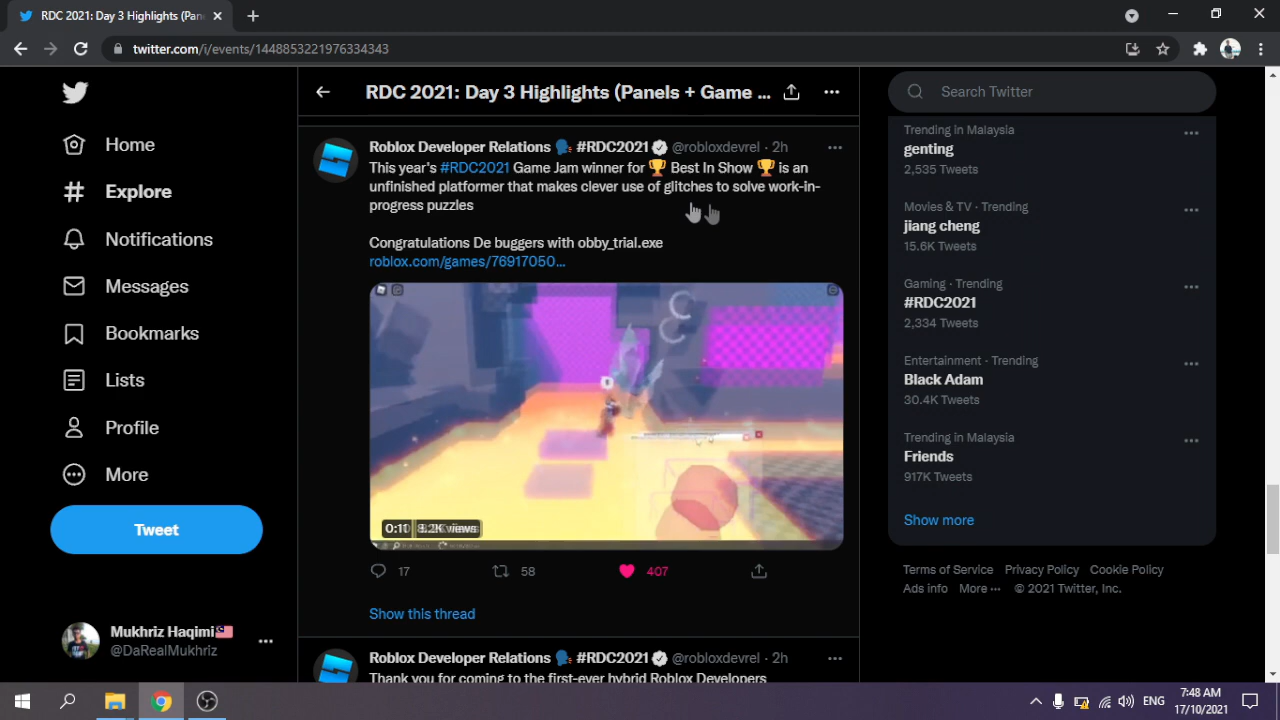 RDC 2021: Day 3 Highlights (Pan
twitter.com/i/events/1448853221976334343
Home
Explore
Notifications
Messages
Bookmarks
Lists
Profile
More
Tweet
Mukhriz Haqimi
@DaRealMukhriz
RDC 2021: Day 3 Highlights (Panels + Game ...
Roblox Developer Relations #RDC2021 @robloxdevrel · 2h
This year's #RDC2021 Game Jam winner for 🏆 Best In Show 🏆 is an
unfinished platformer that makes clever use of glitches to solve work-in-
progress puzzles
Congratulations De buggers with obby_trial.exe
roblox.com/games/76917050...
0:11
views
17
58
407
Show this thread
Roblox Developer Relations #RDC2021 @robloxdevrel · 2h
Thank you for coming to the first-ever hybrid Roblox Developers
Search Twitter
Trending in Malaysia
genting
2,535 Tweets
Movies & TV · Trending
jiang cheng
15.6K Tweets
Gaming · Trending
#RDC2021
2,334 Tweets
Entertainment · Trending
Black Adam
30.4K Tweets
Trending in Malaysia
Friends
917K Tweets
Show more
Terms of Service Privacy Policy Cookie Policy
Ads info More ··· © 2021 Twitter, Inc.
ENG
7:48 AM
17/10/2021